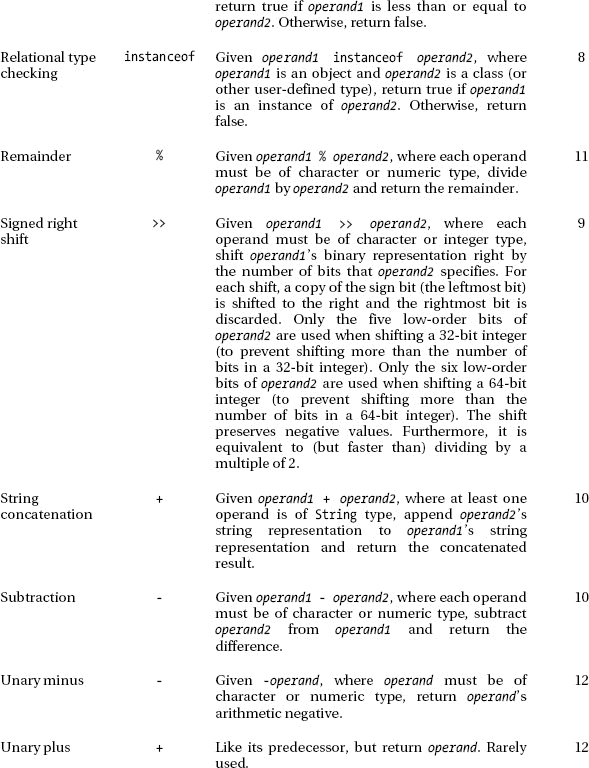 return true if operand1 is less than or equal to
operand2. Otherwise, return false.
Relational type checking
instanceof
Given operand1 instanceof operand2, where
operand1 is an object and operand2 is a class (or
other user-defined type), return true if operand1
is an instance of operand2. Otherwise, return
false.
8
Remainder
%
Given operand1 % operand2, where each operand
must be of character or numeric type, divide
operand1 by operand2 and return the remainder.
11
Signed right
shift
>>
Given operand1 >> operand2, where each
operand must be of character or integer type,
shift operand1's binary representation right by
the number of bits that operand2 specifies. For
each shift, a copy of the sign bit (the leftmost bit)
is shifted to the right and the rightmost bit is
discarded. Only the five low-order bits of
operand2 are used when shifting a 32-bit integer
(to prevent shifting more than the number of
bits in a 32-bit integer). Only the six low-order
bits of operand2 are used when shifting a 64-bit
integer (to prevent shifting more than the
number of bits in a 64-bit integer). The shift
preserves negative values. Furthermore, it is
equivalent to (but faster than) dividing by a
multiple of 2.
9
String
concatenation
+
Given operand1 + operand2, where at least one
operand is of String type, append operand2's
string representation to operand1's string
representation and return the concatenated
result.
10
Subtraction
-
Given operand1 - operand2, where each operand
must be of character or numeric type, subtract
operand2 from operand1 and return the
difference.
10
Unary minus
-
Given -operand, where operand must be of
character or numeric type, return operand's
arithmetic negative.
12
Unary plus
+
Like its predecessor, but return operand. Rarely
used.
12